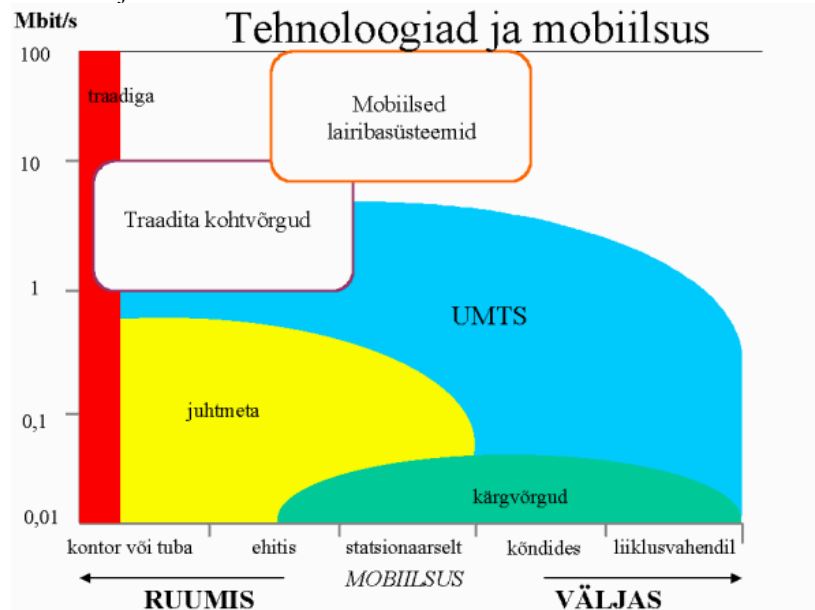 Mbit/s
Tehnoloogiad ja mobiilsus
100
traadiga
Mobiilsed
lairibasüsteemid
10
Traadita kohtvõrgud
1
UMTS
juhtmeta
0,1
kärgvõrgud
0,01
kontor või tuba ehitis statsionaarselt kõndides liiklusvahendil
MOBIILSUS
RUUMIS VÄLJAS